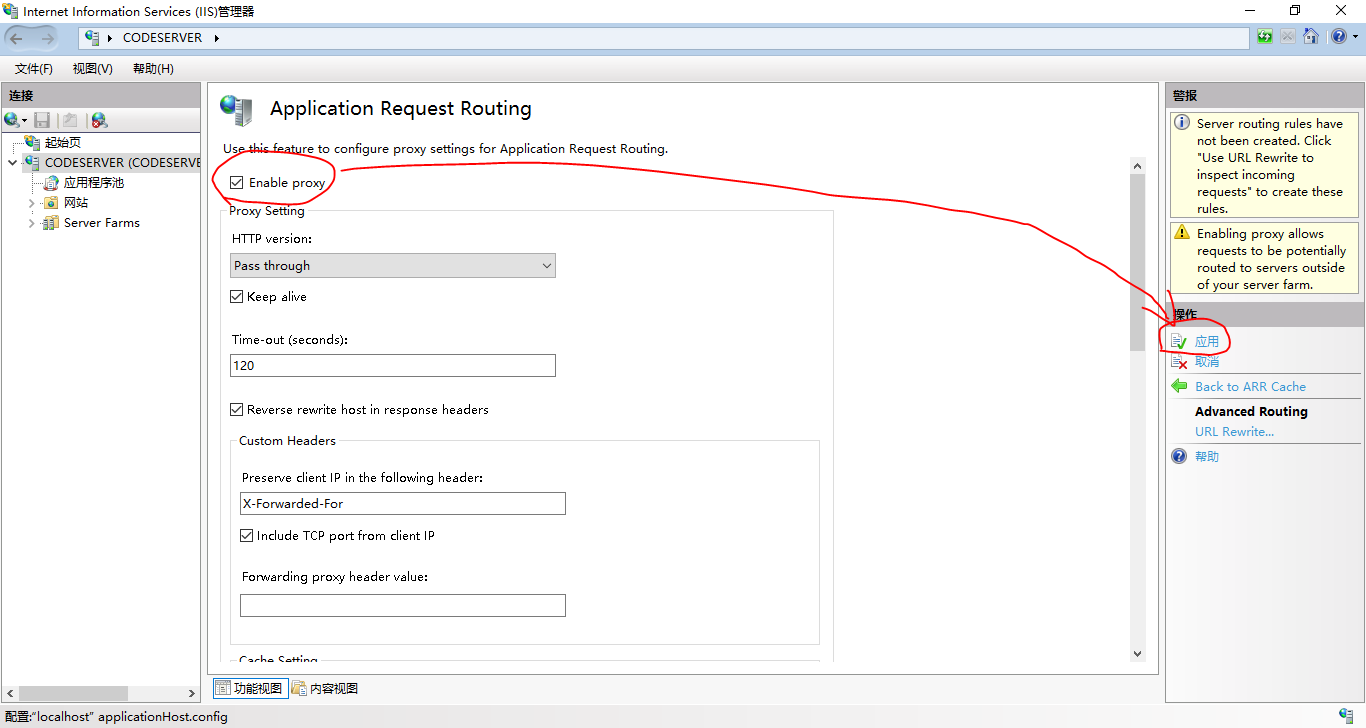 Internet Information Services (IIS)管理器
CODESERVER
文件(F) 视图(V) 帮助(H)
连接
起始页
CODESERVER (CODESERVE
应用程序池
网站
Server Farms
Application Request Routing
Use this feature to configure proxy settings for Application Request Routing.
Enable proxy
Proxy Setting
HTTP version:
Pass through
Keep alive
Time-out (seconds):
120
Reverse rewrite host in response headers
Custom Headers
Preserve client IP in the following header:
X-Forwarded-For
Include TCP port from client IP
Forwarding proxy header value:
Cache Setting
功能视图 内容视图
警报
Server routing rules have
not been created. Click
"Use URL Rewrite to
inspect incoming
requests" to create these
rules.
Enabling proxy allows
requests to be potentially
routed to servers outside
of your server farm.
操作
应用
取消
Back to ARR Cache
Advanced Routing
URL Rewrite...
帮助
配置:“localhost” applicationHost.config